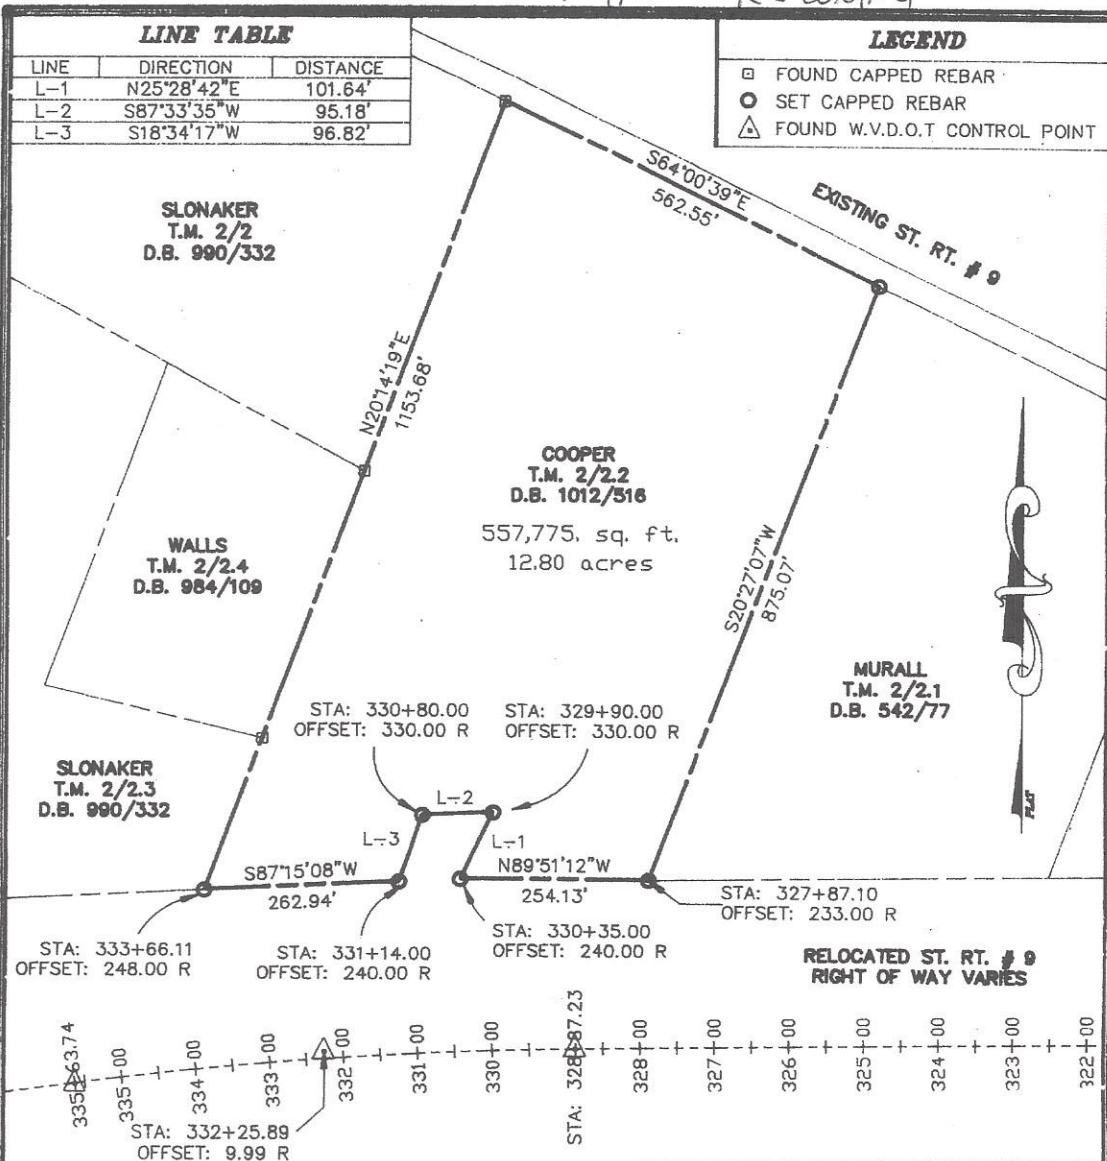 LINE TABLE
LINE DIRECTION DISTANCE
L-1 N25°28'42"E 101.64'
L-2 S87°33'35"W 95.18'
L-3 S18°34'17"W 96.82'
LEGEND
FOUND CAPPED REBAR
SET CAPPED REBAR
FOUND W.V.D.O.T CONTROL POINT
S64°00'39"E
562.55'
EXISTING ST. RT. # 9
SLONAKER
T.M. 2/2
D.B. 990/332
N20°14'19"E
1153.68'
COOPER
T.M. 2/2.2
D.B. 1012/516
557,775. sq. ft.
12.80 acres
WALLS
T.M. 2/2.4
D.B. 984/109
S20°27'07"W
875.07'
MURALL
T.M. 2/2.1
D.B. 542/77
PLAT
STA: 330+80.00
OFFSET: 330.00 R
STA: 329+90.00
OFFSET: 330.00 R
SLONAKER
T.M. 2/2.3
D.B. 990/332
L-2
L-3
L-1
S87°15'08"W
262.94'
N89°51'12"W
254.13'
STA: 327+87.10
OFFSET: 233.00 R
STA: 333+66.11
OFFSET: 248.00 R
STA: 331+14.00
OFFSET: 240.00 R
STA: 330+35.00
OFFSET: 240.00 R
RELOCATED ST. RT. # 9
RIGHT OF WAY VARIES
335+63.74
335+00
334+00
333+00
332+00
331+00
330+00
STA: 328+87.23
328+00
327+00
326+00
325+00
324+00
323+00
322+00
STA: 332+25.89
OFFSET: 9.99 R